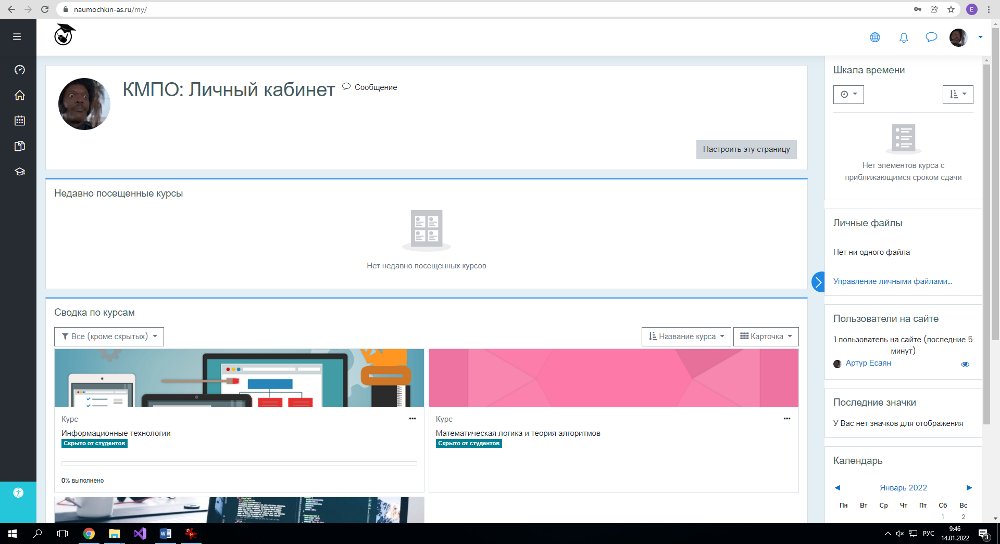 naumochkin-as.ru/my/
E
КМПО: Личный кабинет
Сообщение
Настроить эту страницу
Недавно посещенные курсы
Нет недавно посещенных курсов
Сводка по курсам
Все (кроме скрытых)
Название курса
Карточка
Курс
Информационные технологии
Скрыто от студентов
0% выполнено
Курс
Математическая логика и теория алгоритмов
Скрыто от студентов
Шкала времени
Нет элементов курса с
приближающимся сроком сдачи
Личные файлы
Нет ни одного файла
Управление личными файлами...
Пользователи на сайте
1 пользователь на сайте (последние 5
минут)
Артур Есаян
Последние значки
У Вас нет значков для отображения
Календарь
◄ Январь 2022 ►
Пн Вт Ср Чт Пт Сб Вс
1 2
РУС
9:46
14.01.2022
3